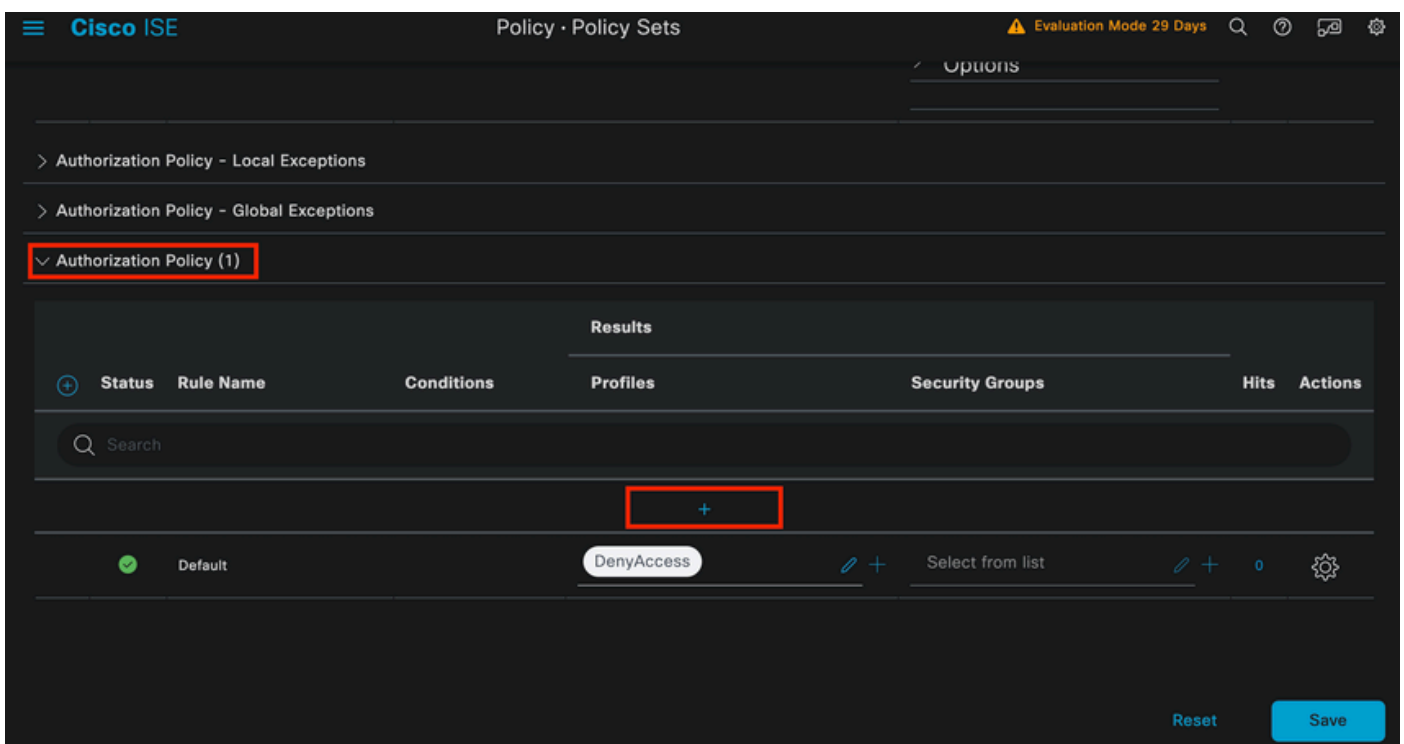 Cisco ISE Policy · Policy Sets Evaluation Mode 29 Days
Options
Authorization Policy - Local Exceptions
Authorization Policy - Global Exceptions
Authorization Policy (1)
Results
Status Rule Name Conditions Profiles Security Groups Hits Actions
Search
+
Default DenyAccess + Select from list + 0
Reset Save